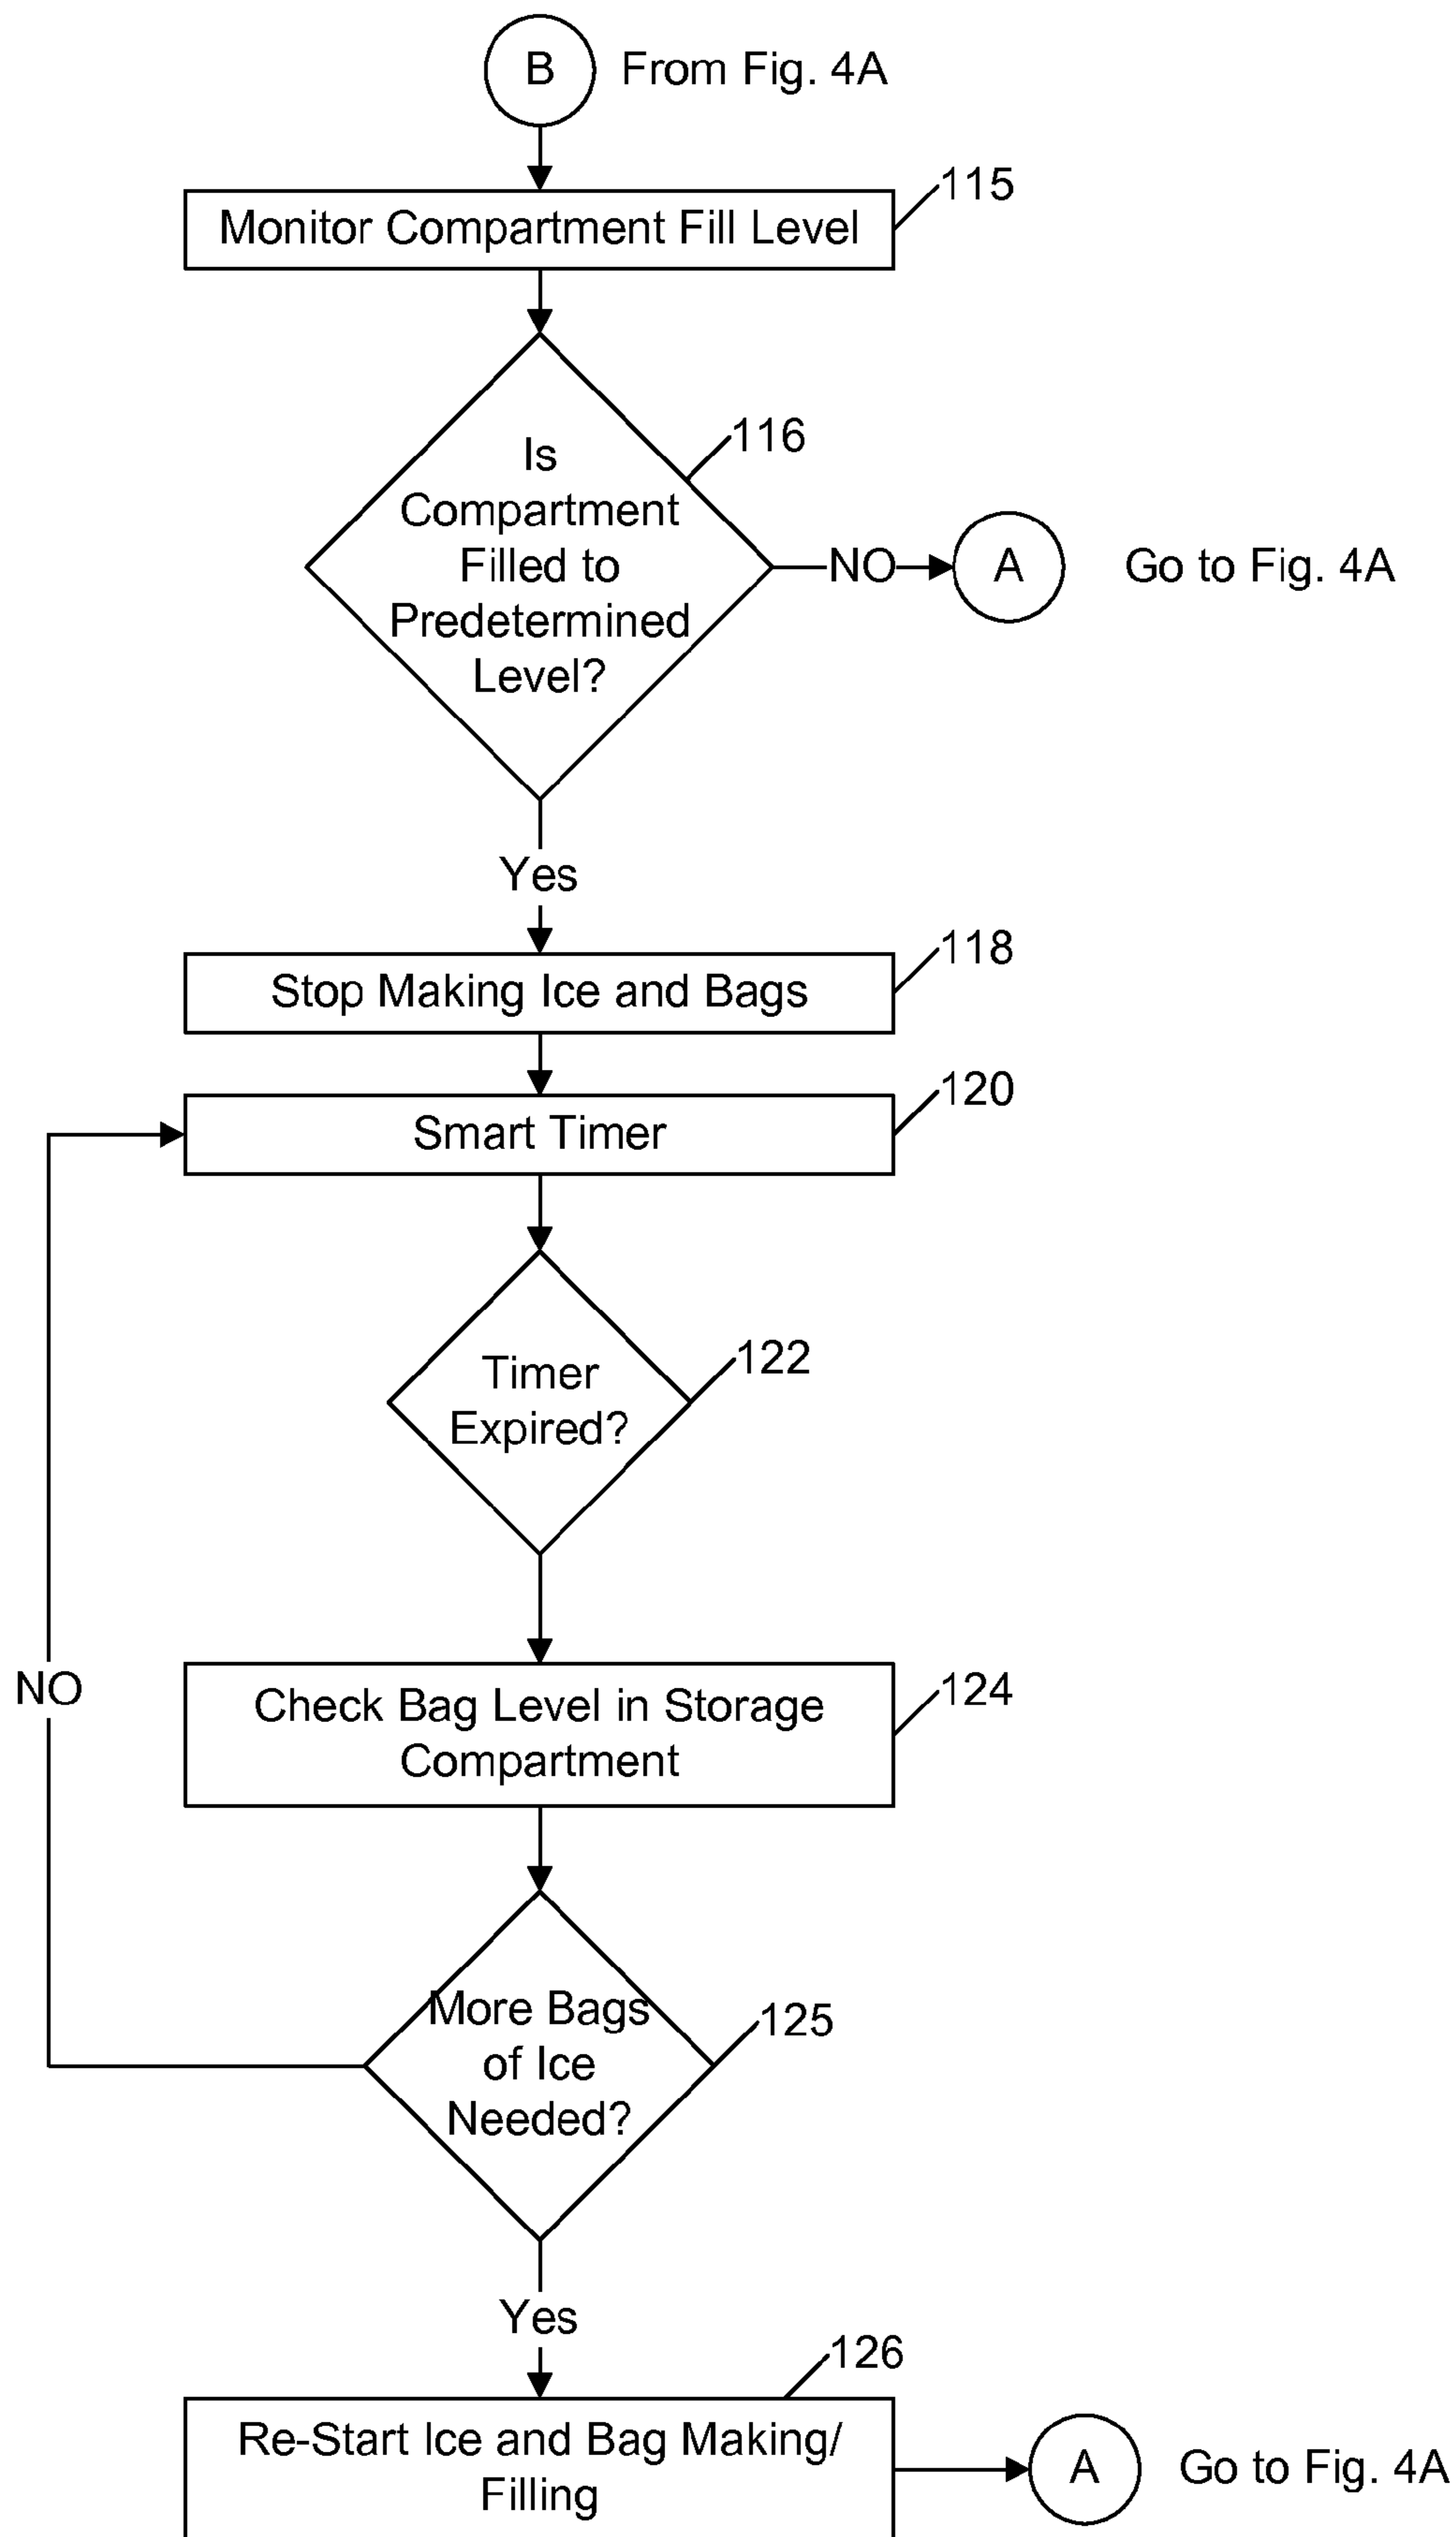 B From Fig. 4A
115
Monitor Compartment Fill Level
116
Is
Compartment
Filled to
Predetermined
Level?
NO A Go to Fig. 4A
Yes
118
Stop Making Ice and Bags
120
Smart Timer
122
Timer
Expired?
NO
124
Check Bag Level in Storage
Compartment
125
More Bags
of Ice
Needed?
Yes
126
Re-Start Ice and Bag Making/
Filling
A Go to Fig. 4A